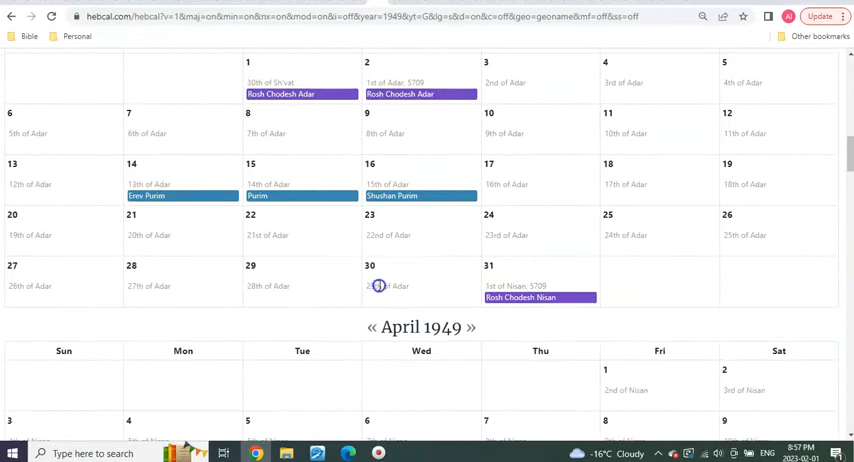 hebcal.com/hebcal?v=1&maj=on&min=on&nx=on&mod=on&i=off&year=1949&yt=G&lg=s&d=on&c=off&geo=geoname&mf=off&ss=off
AI
Update
Bible
Personal
Other bookmarks
1 2 3 4 5
30th of Sh'vat 1st of Adar, 5709 2nd of Adar 3rd of Adar 4th of Adar
Rosh Chodesh Adar Rosh Chodesh Adar
6 7 8 9 10 11 12
5th of Adar 6th of Adar 7th of Adar 8th of Adar 9th of Adar 10th of Adar 11th of Adar
13 14 15 16 17 18 19
12th of Adar 13th of Adar 14th of Adar 15th of Adar 16th of Adar 17th of Adar 18th of Adar
Erev Purim Purim Shushan Purim
20 21 22 23 24 25 26
19th of Adar 20th of Adar 21st of Adar 22nd of Adar 23rd of Adar 24th of Adar 25th of Adar
27 28 29 30 31
26th of Adar 27th of Adar 28th of Adar 29th of Adar 1st of Nisan, 5709
Rosh Chodesh Nisan
« April 1949 »
Sun Mon Tue Wed Thu Fri Sat
1 2
2nd of Nisan 3rd of Nisan
3 4 5 6 7 8 9
Type here to search
-16°C Cloudy
ENG
8:57 PM
2023-02-01